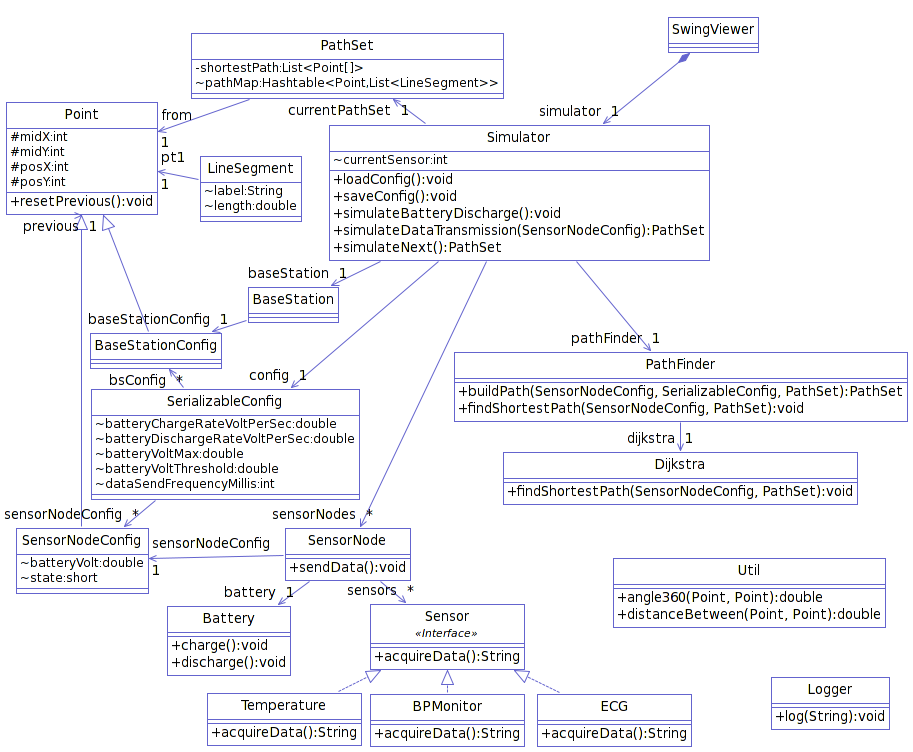 SwingViewer
PathSet
-shortestPath:List<Point[]>
~pathMap:Hashtable<Point,List<LineSegment>>
simulator 1
currentPathSet 1
from
1
Point
#midX:int
#midY:int
#posX:int
#posY:int
+resetPrevious():void
pt1
1
LineSegment
~label:String
~length:double
Simulator
~currentSensor:int
+loadConfig():void
+saveConfig():void
+simulateBatteryDischarge():void
+simulateDataTransmission(SensorNodeConfig):PathSet
+simulateNext():PathSet
previous 1
baseStation 1
BaseStation
baseStationConfig 1
BaseStationConfig
pathFinder 1
PathFinder
+buildPath(SensorNodeConfig, SerializableConfig, PathSet):PathSet
+findShortestPath(SensorNodeConfig, PathSet):void
bsConfig *
config 1
SerializableConfig
~batteryChargeRateVoltPerSec:double
~batteryDischargeRateVoltPerSec:double
~batteryVoltMax:double
~batteryVoltThreshold:double
~dataSendFrequencyMillis:int
dijkstra 1
Dijkstra
+findShortestPath(SensorNodeConfig, PathSet):void
sensorNodeConfig *
sensorNodes *
SensorNodeConfig
~batteryVolt:double
~state:short
sensorNodeConfig
1
SensorNode
+sendData():void
battery 1
sensors *
Util
+angle360(Point, Point):double
+distanceBetween(Point, Point):double
Battery
+charge():void
+discharge():void
Sensor
«Interface»
+acquireData():String
Temperature
+acquireData():String
BPMonitor
+acquireData():String
ECG
+acquireData():String
Logger
+log(String):void